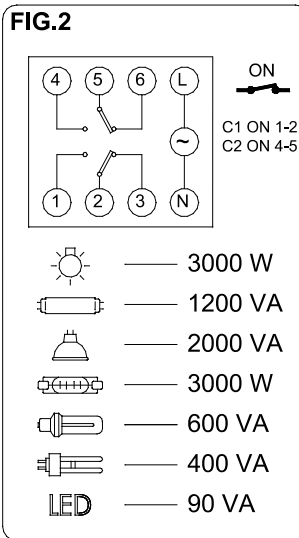 FIG.2
4 5 6 L
ON
C1 ON 1-2
C2 ON 4-5
~
1 2 3 N
3000 W
1200 VA
2000 VA
3000 W
600 VA
400 VA
LED 90 VA